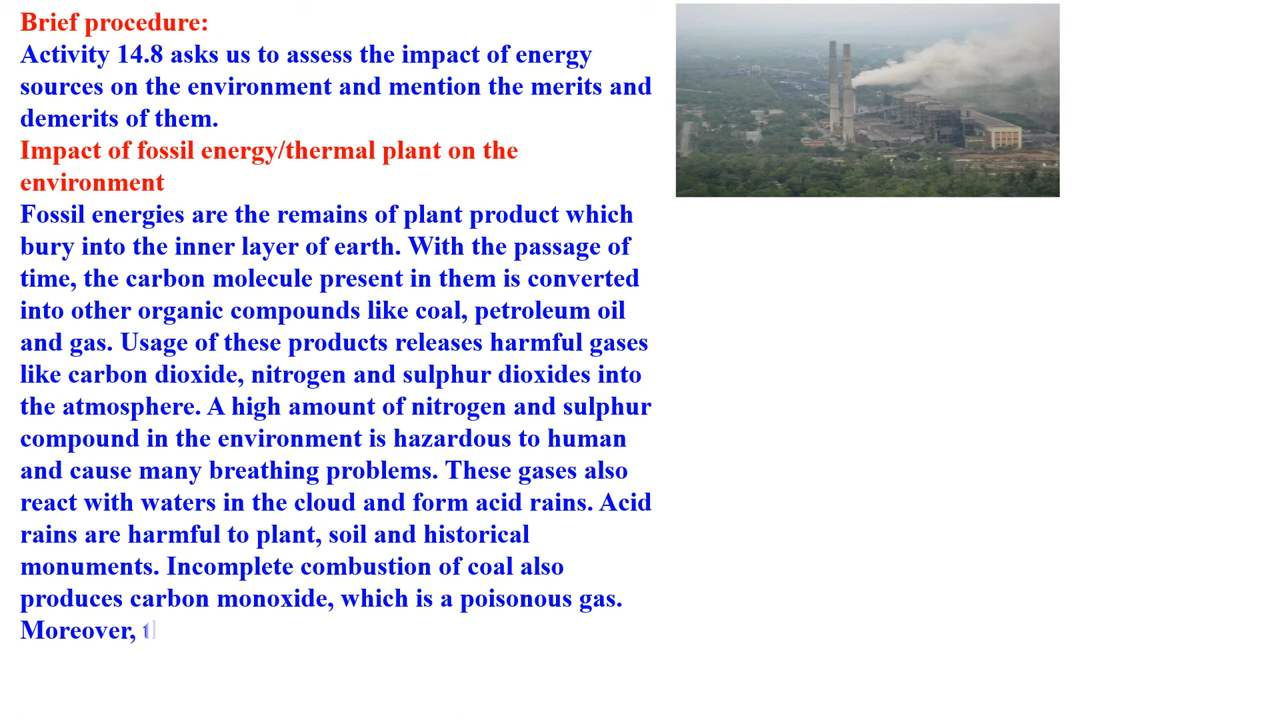 Brief procedure:
Activity 14.8 asks us to assess the impact of energy
sources on the environment and mention the merits and
demerits of them.
Impact of fossil energy/thermal plant on the
environment
Fossil energies are the remains of plant product which
bury into the inner layer of earth. With the passage of
time, the carbon molecule present in them is converted
into other organic compounds like coal, petroleum oil
and gas. Usage of these products releases harmful gases
like carbon dioxide, nitrogen and sulphur dioxides into
the atmosphere. A high amount of nitrogen and sulphur
compound in the environment is hazardous to human
and cause many breathing problems. These gases also
react with waters in the cloud and form acid rains. Acid
rains are harmful to plant, soil and historical
monuments. Incomplete combustion of coal also
produces carbon monoxide, which is a poisonous gas.
Moreover,